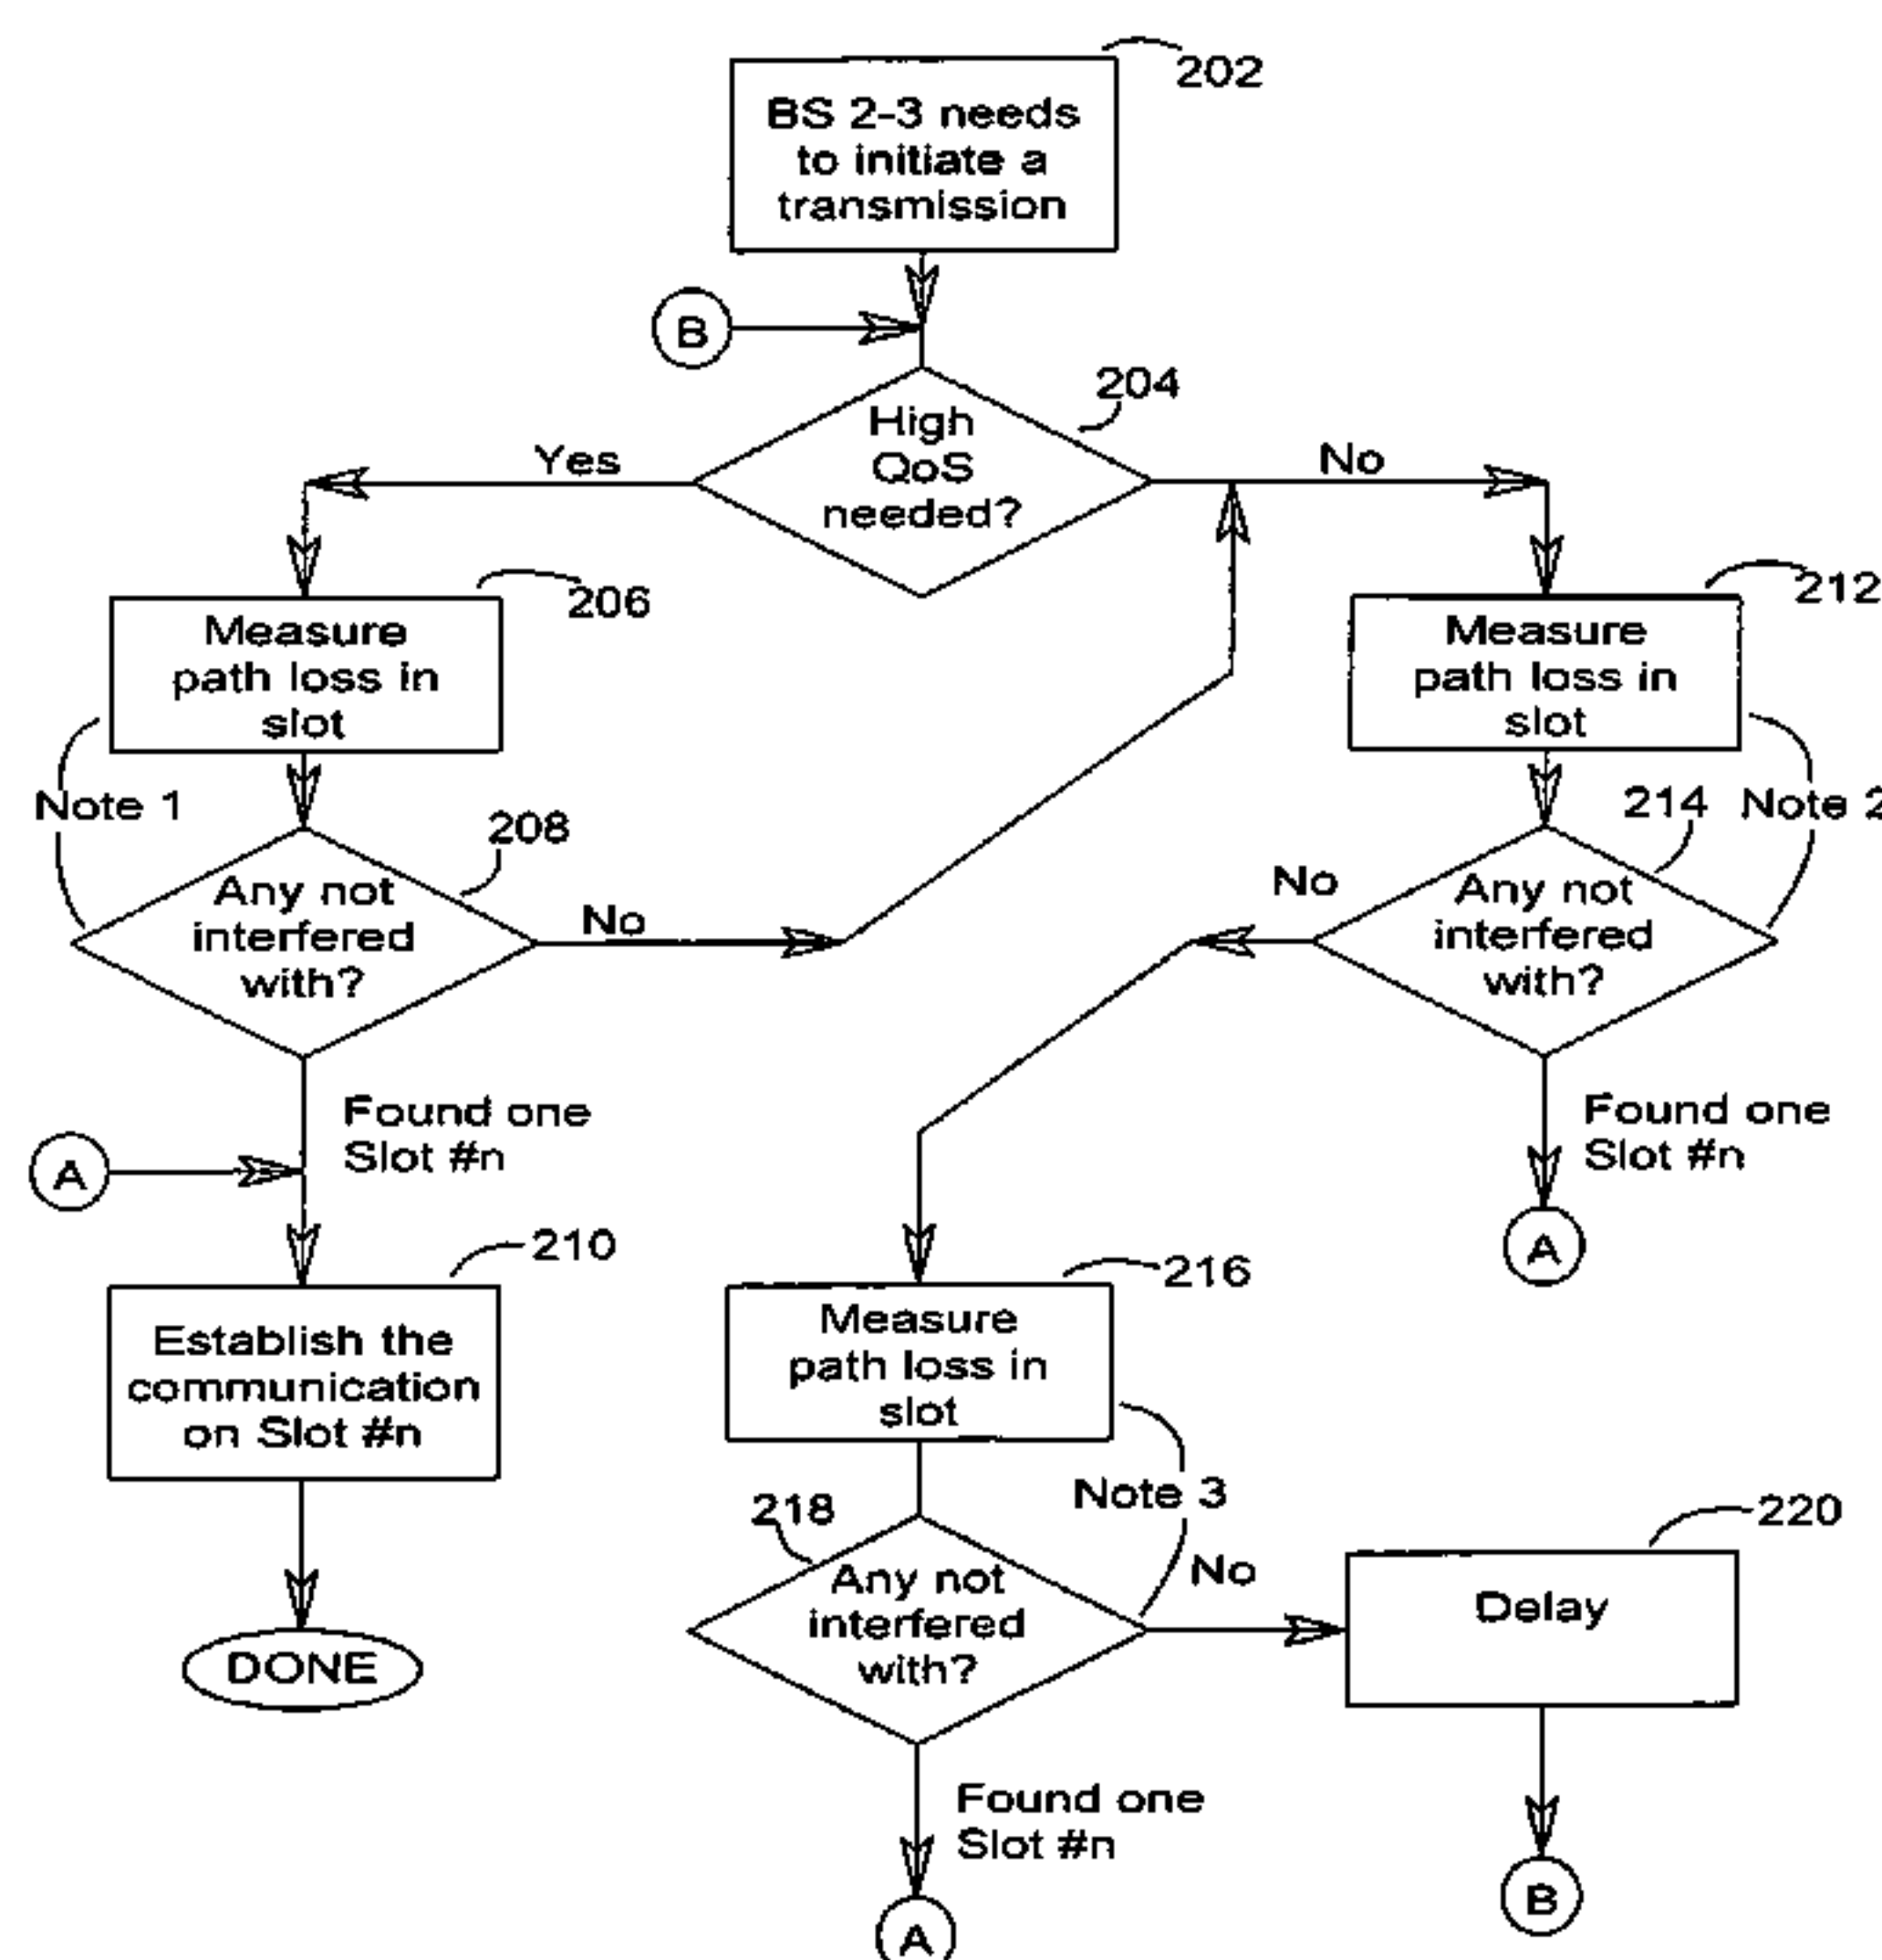 202
BS 2-3 needs
to initiate a
transmission
B
204
High
QoS
needed?
Yes
No
206
Measure
path loss in
slot
212
Measure
path loss in
slot
Note 1
208
Any not
interfered
with?
No
214
Note 2
Any not
interfered
with?
No
Found one
Slot #n
A
Found one
Slot #n
A
210
Establish the
communication
on Slot #n
DONE
216
Measure
path loss in
slot
Note 3
218
Any not
interfered
with?
No
220
Delay
Found one
Slot #n
A
B